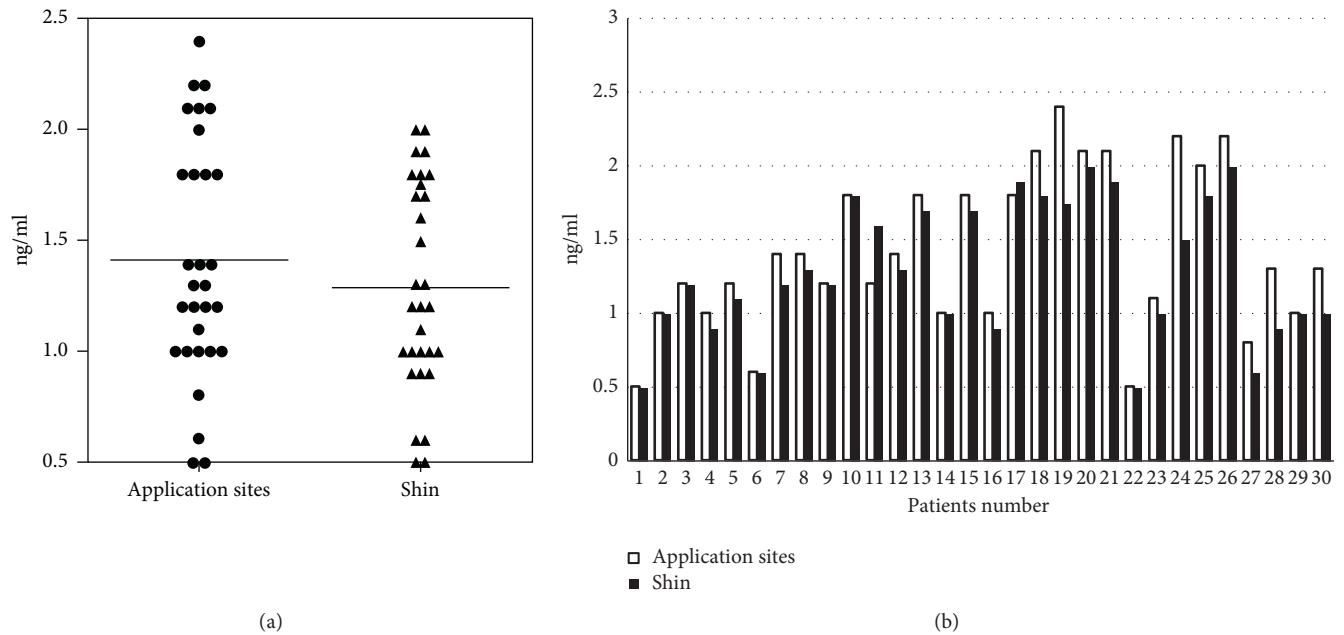 2.5
2.0
1.5
1.0
0.5
ng/ml
Application sites Shin
(a)
3
2.5
2
1.5
1
0.5
0
ng/ml
1 2 3 4 5 6 7 8 9 10 11 12 13 14 15 16 17 18 19 20 21 22 23 24 25 26 27 28 29 30
Patients number
Application sites
Shin
(b)